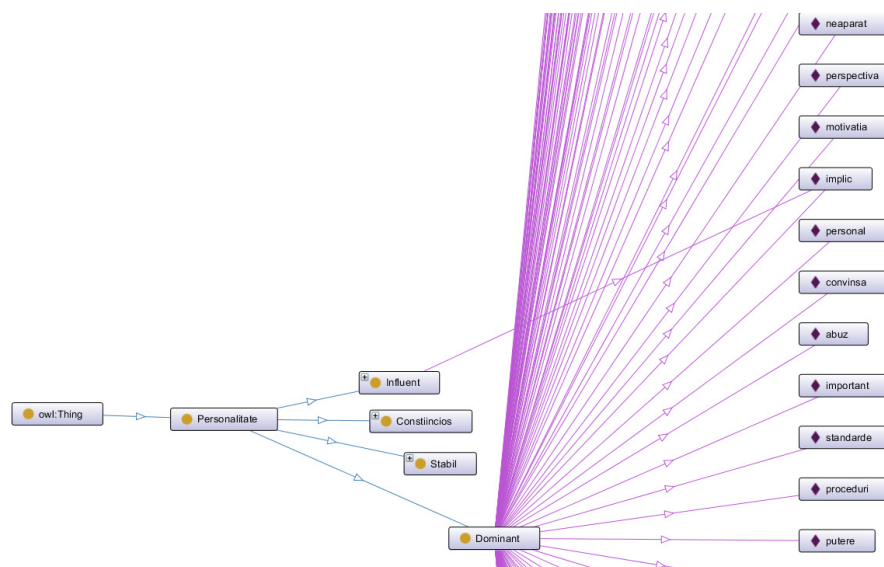 neaparat
perspectiva
motivatia
implic
personal
convinsa
abuz
Influent
important
owl:Thing
Personalitate
Constiincios
standarde
Stabil
proceduri
Dominant
putere